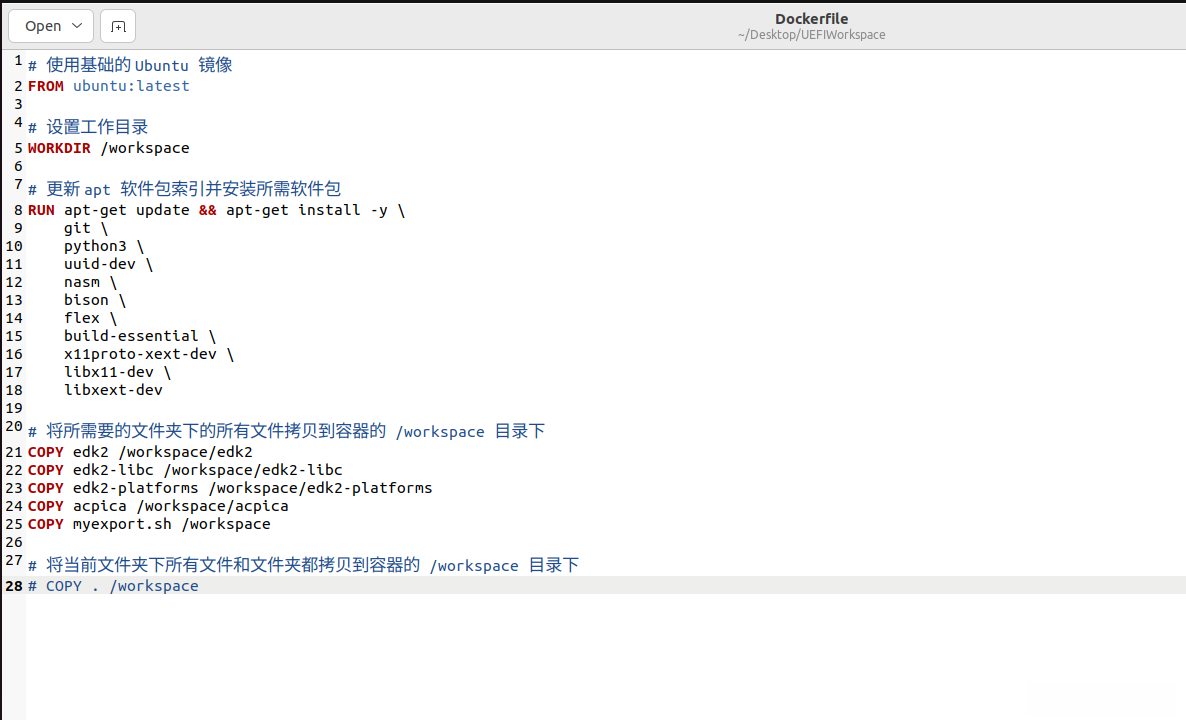 Open
Dockerfile
~/Desktop/UEFIWorkspace
1 # 使用基础的 Ubuntu 镜像
2 FROM ubuntu:latest
3
4 # 设置工作目录
5 WORKDIR /workspace
6
7 # 更新 apt 软件包索引并安装所需软件包
8 RUN apt-get update && apt-get install -y \
9     git \
10     python3 \
11     uuid-dev \
12     nasm \
13     bison \
14     flex \
15     build-essential \
16     x11proto-xext-dev \
17     libx11-dev \
18     libxext-dev
19
20 # 将所需要的文件夹下的所有文件拷贝到容器的 /workspace 目录下
21 COPY edk2 /workspace/edk2
22 COPY edk2-libc /workspace/edk2-libc
23 COPY edk2-platforms /workspace/edk2-platforms
24 COPY acpica /workspace/acpica
25 COPY myexport.sh /workspace
26
27 # 将当前文件夹下所有文件和文件夹都拷贝到容器的 /workspace 目录下
28 # COPY . /workspace